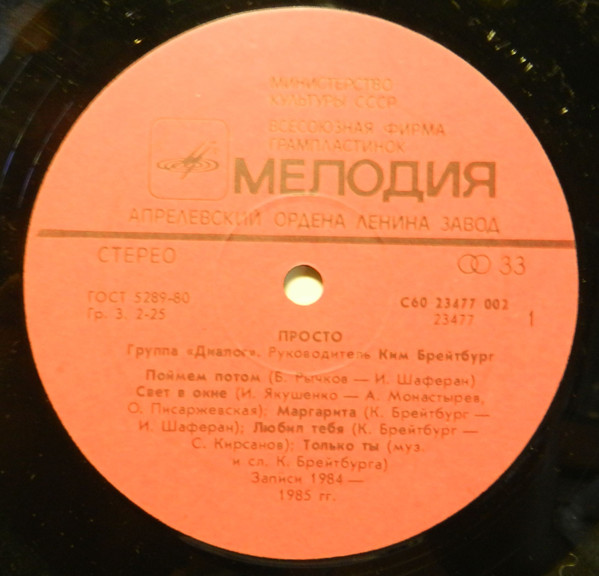 МИНИСТЕРСТВО
КУЛЬТУРЫ СССР
ВСЕСОЮЗНАЯ ФИРМА
ГРАМПЛАСТИНОК
МЕЛОДИЯ
АПРЕЛЕВСКИЙ ОРДЕНА ЛЕНИНА ЗАВОД
СТЕРЕО
33
ГОСТ 5289-80
Гр. 3. 2-25
С60 23477 002
23477
1
ПРОСТО
Группа «Диалог». Руководитель Ким Брейтбург
Поймем потом (Б. Рычков — И. Шаферан)
Свет в окне (И. Якушенко — А. Монастырев,
О. Писаржевская); Маргарита (К. Брейтбург —
И. Шаферан); Любил тебя (К. Брейтбург —
С. Кирсанов); Только ты (муз.
и сл. К. Брейтбурга)
Записи 1984 —
1985 гг.